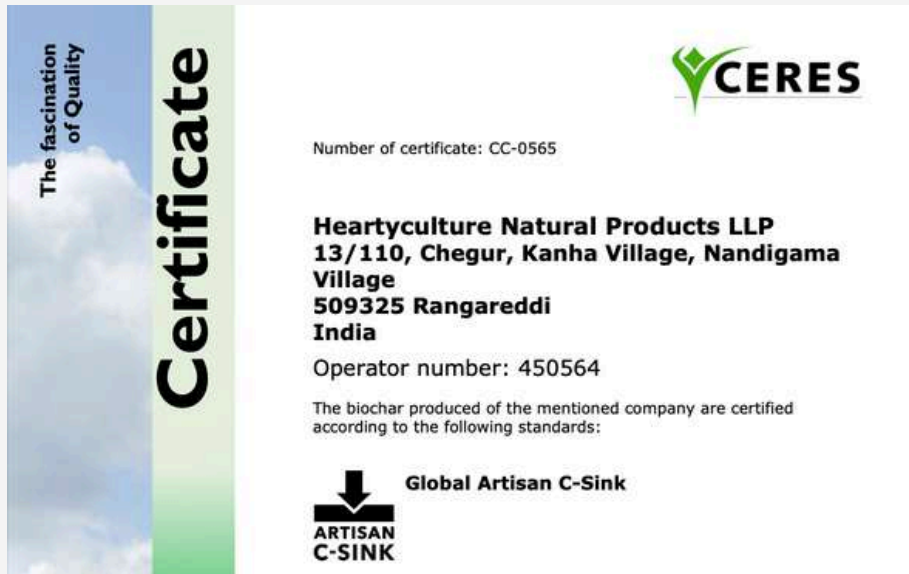 The fascination
of Quality
Certificate
CERES
Number of certificate: CC-0565
Heartyculture Natural Products LLP
13/110, Chegur, Kanha Village, Nandigama
Village
509325 Rangareddi
India
Operator number: 450564
The biochar produced of the mentioned company are certified
according to the following standards:
Global Artisan C-Sink
ARTISAN
C-SINK